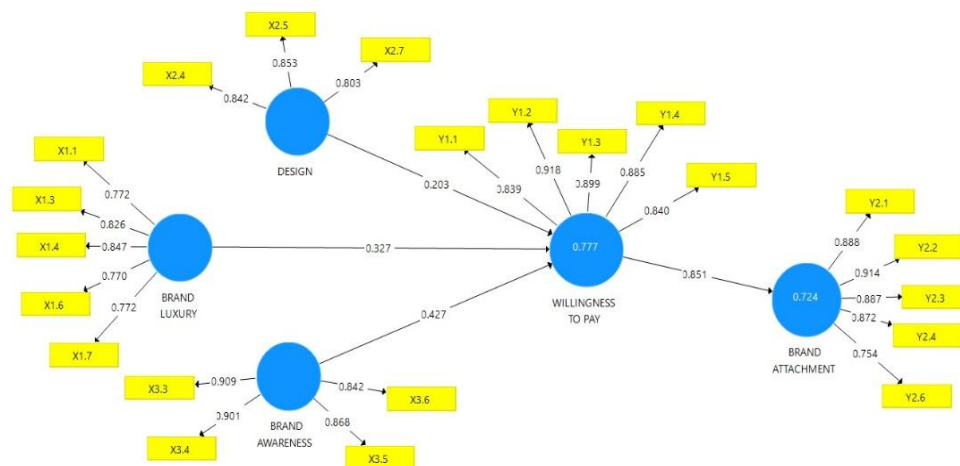 X2.5
X2.4
X2.7
0.853
0.842
0.803
DESIGN
X1.1
X1.3
X1.4
X1.6
X1.7
0.772
0.826
0.847
0.770
0.772
BRAND
LUXURY
0.203
0.327
0.427
X3.3
X3.4
X3.5
X3.6
0.909
0.901
0.868
0.842
BRAND
AWARENESS
Y1.1
Y1.2
Y1.3
Y1.4
Y1.5
0.839
0.918
0.899
0.885
0.840
0.777
WILLINGNESS
TO PAY
0.851
Y2.1
Y2.2
Y2.3
Y2.4
Y2.6
0.888
0.914
0.887
0.872
0.754
0.724
BRAND
ATTACHMENT